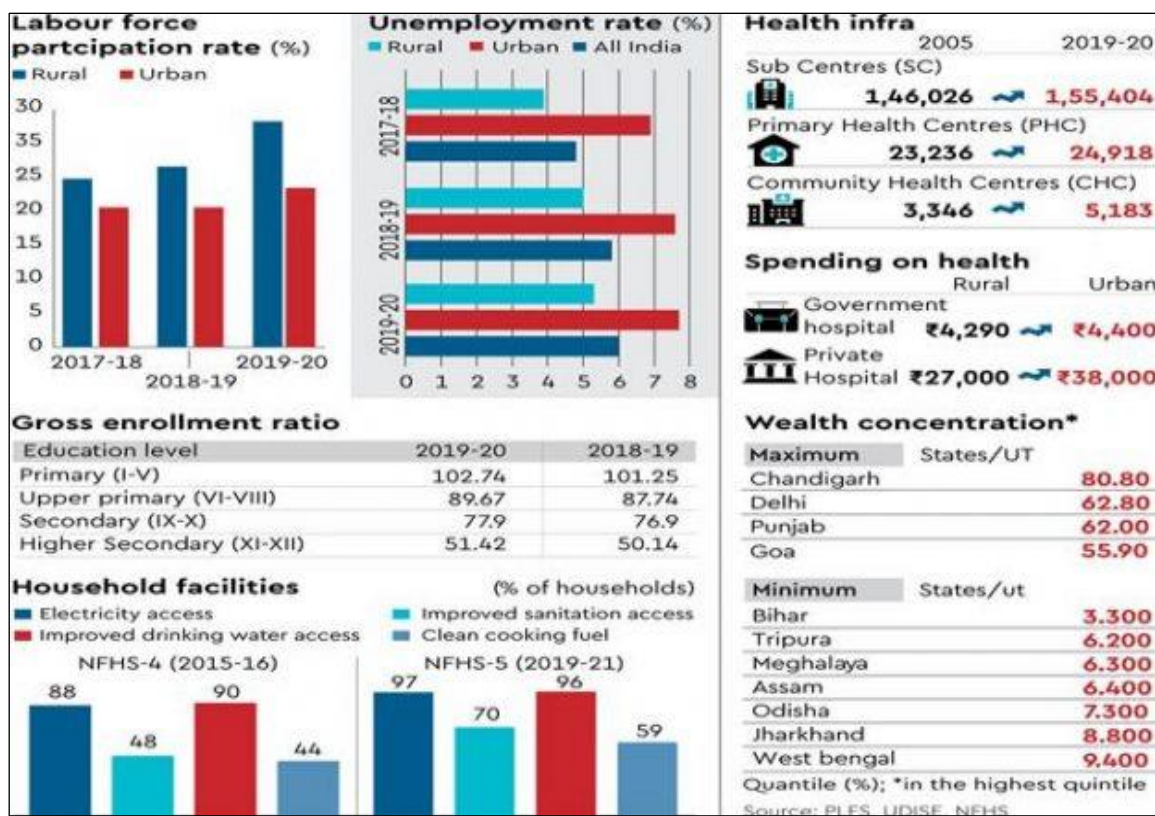 Labour force
partcipation rate (%)
Rural Urban
30
35
25
20
15
10
5
0
2017-18
2018-19
2019-20
Unemployment rate (%)
Rural Urban All India
2017-18
2018-19
2019-20
0 1 2 3 4 5 6 7 8
Gross enrollment ratio
Education level 2019-20 2018-19
Primary (I-V) 102.74 101.25
Upper primary (VI-VIII) 89.67 87.74
Secondary (IX-X) 77.9 76.9
Higher Secondary (XI-XII) 51.42 50.14
Household facilities (% of households)
Electricity access Improved sanitation access
Improved drinking water access Clean cooking fuel
NFHS-4 (2015-16) NFHS-5 (2019-21)
88 48 90 44 97 70 96 59
Health infra
2005 2019-20
Sub Centres (SC)
1,46,026 1,55,404
Primary Health Centres (PHC)
23,236 24,918
Community Health Centres (CHC)
3,346 5,183
Spending on health
Rural Urban
Government
hospital ₹4,290 ₹4,400
Private
Hospital ₹27,000 ₹38,000
Wealth concentration*
Maximum States/UT
Chandigarh 80.80
Delhi 62.80
Punjab 62.00
Goa 55.90
Minimum States/ut
Bihar 3.300
Tripura 6.200
Meghalaya 6.300
Assam 6.400
Odisha 7.300
Jharkhand 8.800
West bengal 9.400
Quantile (%); *in the highest quintile
Source: PLFS, UDISE, NFHS